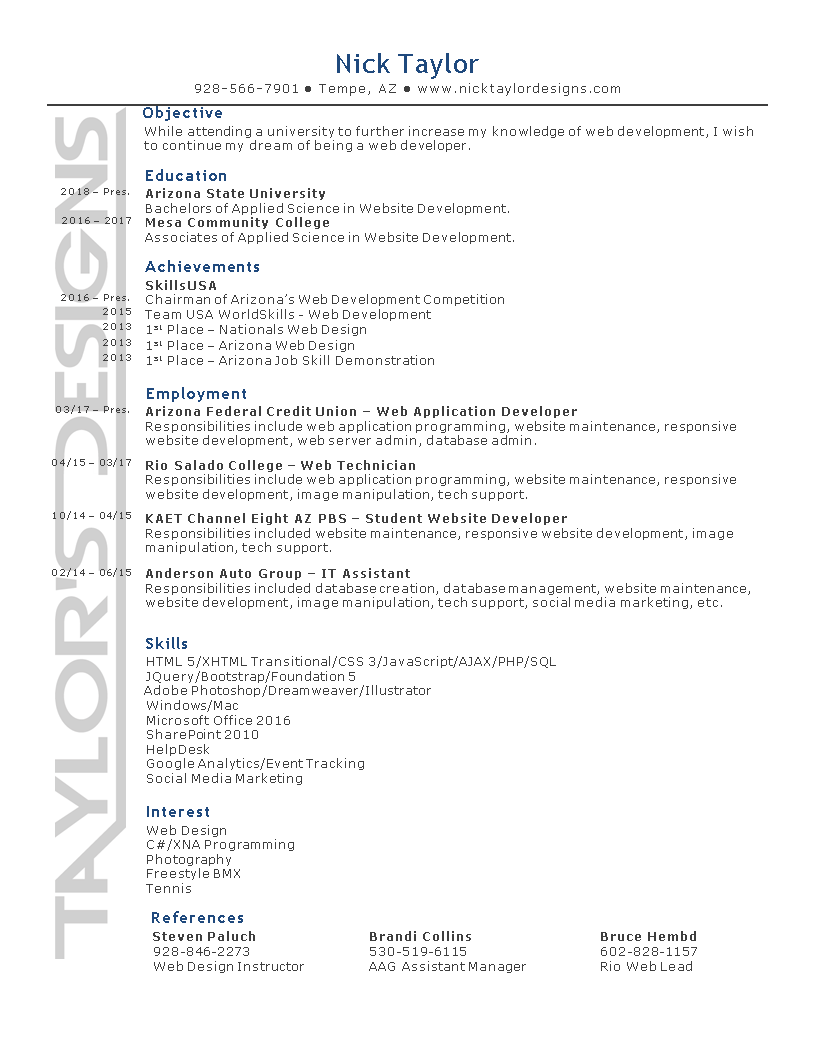 Nick Taylor
928-566-7901 ● Tempe, AZ ● www.nicktaylordesigns.com
TAYLOR'S DESIGNS
Objective
While attending a university to further increase my knowledge of web development, I wish
to continue my dream of being a web developer.
Education
2018 – Pres. Arizona State University
Bachelors of Applied Science in Website Development.
2016 – 2017 Mesa Community College
Associates of Applied Science in Website Development.
Achievements
SkillsUSA
2016 – Pres. Chairman of Arizona’s Web Development Competition
2015 Team USA WorldSkills - Web Development
2013 1st Place – Nationals Web Design
2013 1st Place – Arizona Web Design
2013 1st Place – Arizona Job Skill Demonstration
Employment
03/17 – Pres. Arizona Federal Credit Union – Web Application Developer
Responsibilities include web application programming, website maintenance, responsive
website development, web server admin, database admin.
04/15 – 03/17 Rio Salado College – Web Technician
Responsibilities include web application programming, website maintenance, responsive
website development, image manipulation, tech support.
10/14 – 04/15 KAET Channel Eight AZ PBS – Student Website Developer
Responsibilities included website maintenance, responsive website development, image
manipulation, tech support.
02/14 – 06/15 Anderson Auto Group – IT Assistant
Responsibilities included database creation, database management, website maintenance,
website development, image manipulation, tech support, social media marketing, etc.
Skills
HTML 5/XHTML Transitional/CSS 3/JavaScript/AJAX/PHP/SQL
JQuery/Bootstrap/Foundation 5
Adobe Photoshop/Dreamweaver/Illustrator
Windows/Mac
Microsoft Office 2016
SharePoint 2010
HelpDesk
Google Analytics/Event Tracking
Social Media Marketing
Interest
Web Design
C#/XNA Programming
Photography
Freestyle BMX
Tennis
References
Steven Paluch Brandi Collins Bruce Hembd
928-846-2273 530-519-6115 602-828-1157
Web Design Instructor AAG Assistant Manager Rio Web Lead